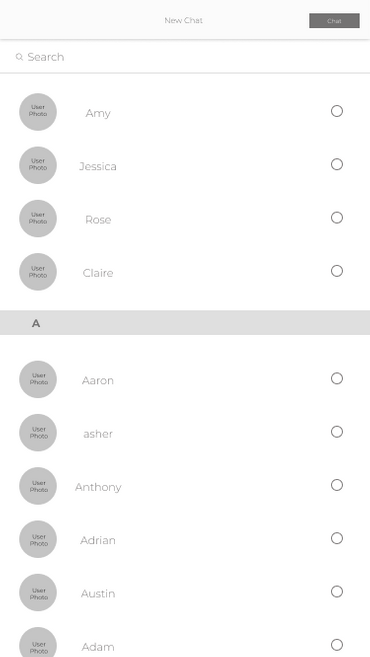 New Chat
Chat
Search
User
Photo
Amy
User
Photo
Jessica
User
Photo
Rose
User
Photo
Claire
A
User
Photo
Aaron
User
Photo
asher
User
Photo
Anthony
User
Photo
Adrian
User
Photo
Austin
User
Photo
Adam